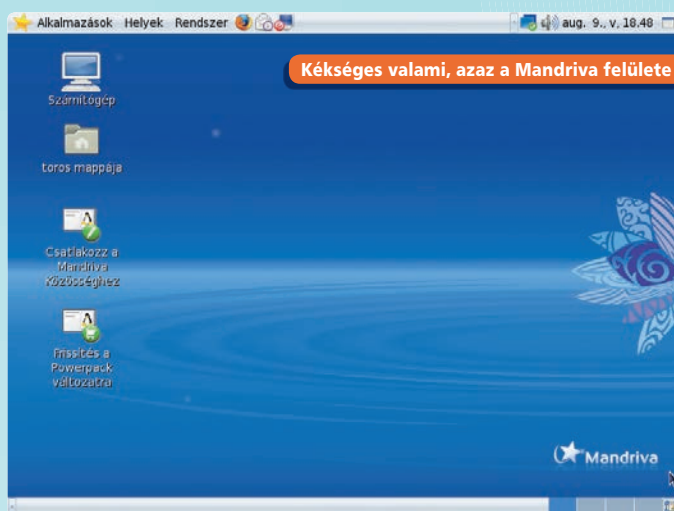 Alkalmazások Helyek Rendszer
aug. 9., v, 18.48
Kékséges valami, azaz a Mandriva felülete
Számítógép
toros mappája
Csatlakozz a
Mandriva
Közösséghez
Frissítés a
Powerpack
változatra
Mandriva